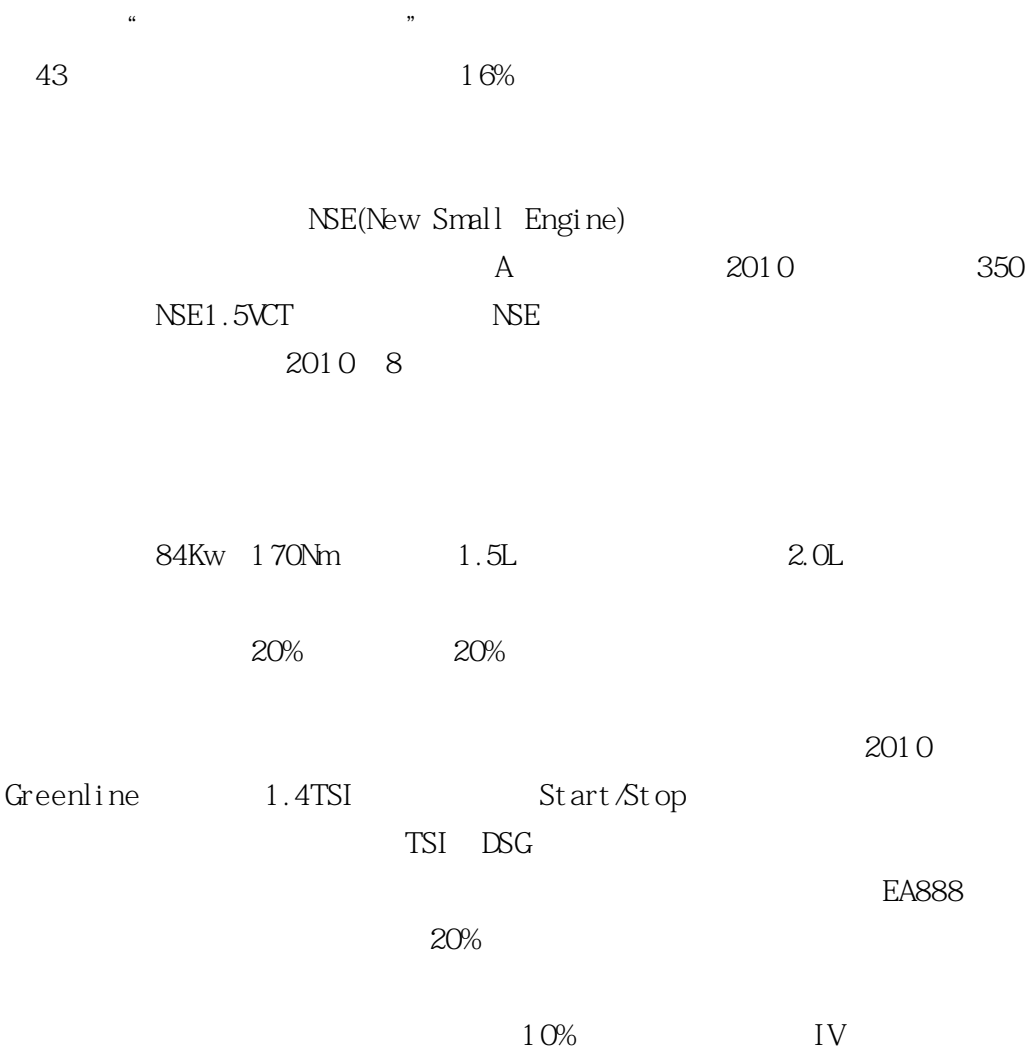 “ ”
43 16%
NSE(New Small Engine)
A 2010 350
NSE1.5VCT NSE
2010 8
84Kw 170Nm 1.5L 2.0L
20% 20%
2010
Greenline 1.4TSI Start/Stop
TSI DSG
EA888
20%
10% IV